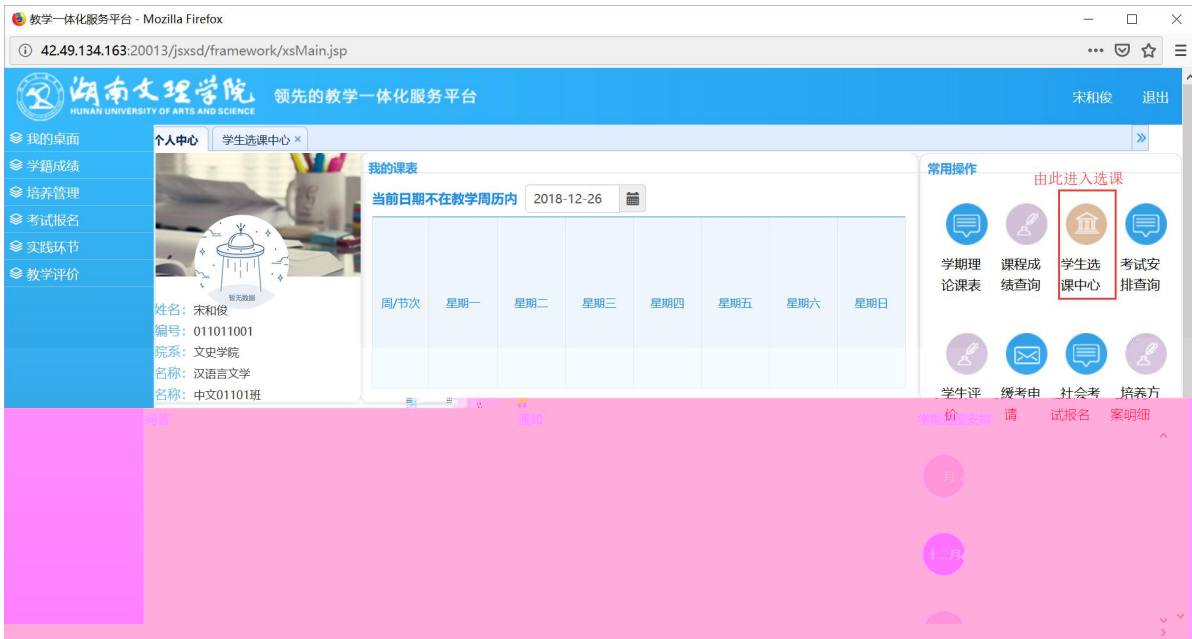 教学一体化服务平台 - Mozilla Firefox
42.49.134.163:20013/jsxsd/framework/xsMain.jsp
湖南文理学院
HUNAN UNIVERSITY OF ARTS AND SCIENCE
领先的教学一体化服务平台
宋和俊 退出
我的桌面
学籍成绩
培养管理
考试报名
实践环节
教学评价
个人中心 学生选课中心 ×
暂无数据
姓名：宋和俊
编号：011011001
院系：文史学院
名称：汉语言文学
名称：中文01101班
我的课表
当前日期不在教学周历内 2018-12-26
周/节次 星期一 星期二 星期三 星期四 星期五 星期六 星期日
常用操作
由此进入选课
学期理 课程成 学生选 考试安
论课表 绩查询 课中心 排查询
学生评 缓考申 社会考 培养方
价 请 试报名 案明细
问答 通知
一月
十二月